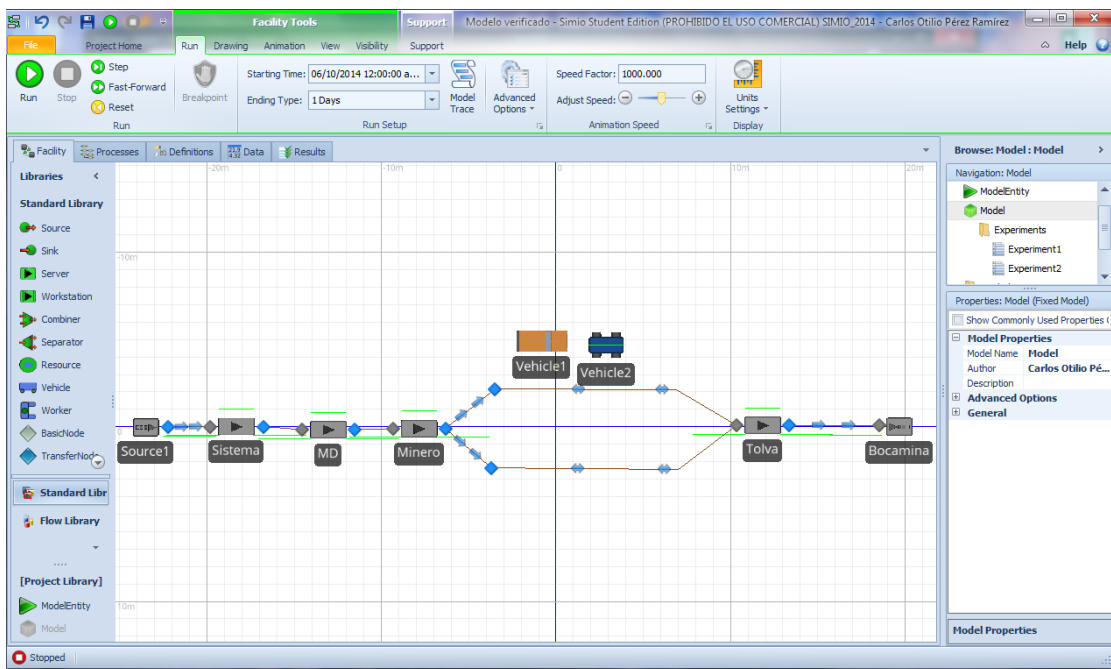 Facility Tools
Support
Modelo verificado - Simio Student Edition (PROHIBIDO EL USO COMERCIAL) SIMIO_2014 - Carlos Otilio Pérez Ramírez
File
Project Home
Run
Drawing
Animation
View
Visibility
Support
Help
Run
Stop
Step
Fast-Forward
Reset
Run
Breakpoint
Starting Time: 06/10/2014 12:00:00 a...
Ending Type: 1 Days
Model Trace
Advanced Options
Run Setup
Speed Factor: 1000.000
Adjust Speed:
Animation Speed
Units Settings
Display
Facility
Processes
Definitions
Data
Results
Libraries
Standard Library
Source
Sink
Server
Workstation
Combiner
Separator
Resource
Vehicle
Worker
BasicNode
TransferNode
Standard Libr
Flow Library
[Project Library]
ModelEntity
Model
-20m
-10m
0
10m
20m
-10m
0
10m
Vehicle1
Vehicle2
Source1
Sistema
MD
Minero
Tolva
Bocamina
Browse: Model : Model
Navigation: Model
ModelEntity
Model
Experiments
Experiment1
Experiment2
Properties: Model (Fixed Model)
Show Commonly Used Properties (
Model Properties
Model Name Model
Author Carlos Otilio Pé...
Description
Advanced Options
General
Model Properties
Stopped